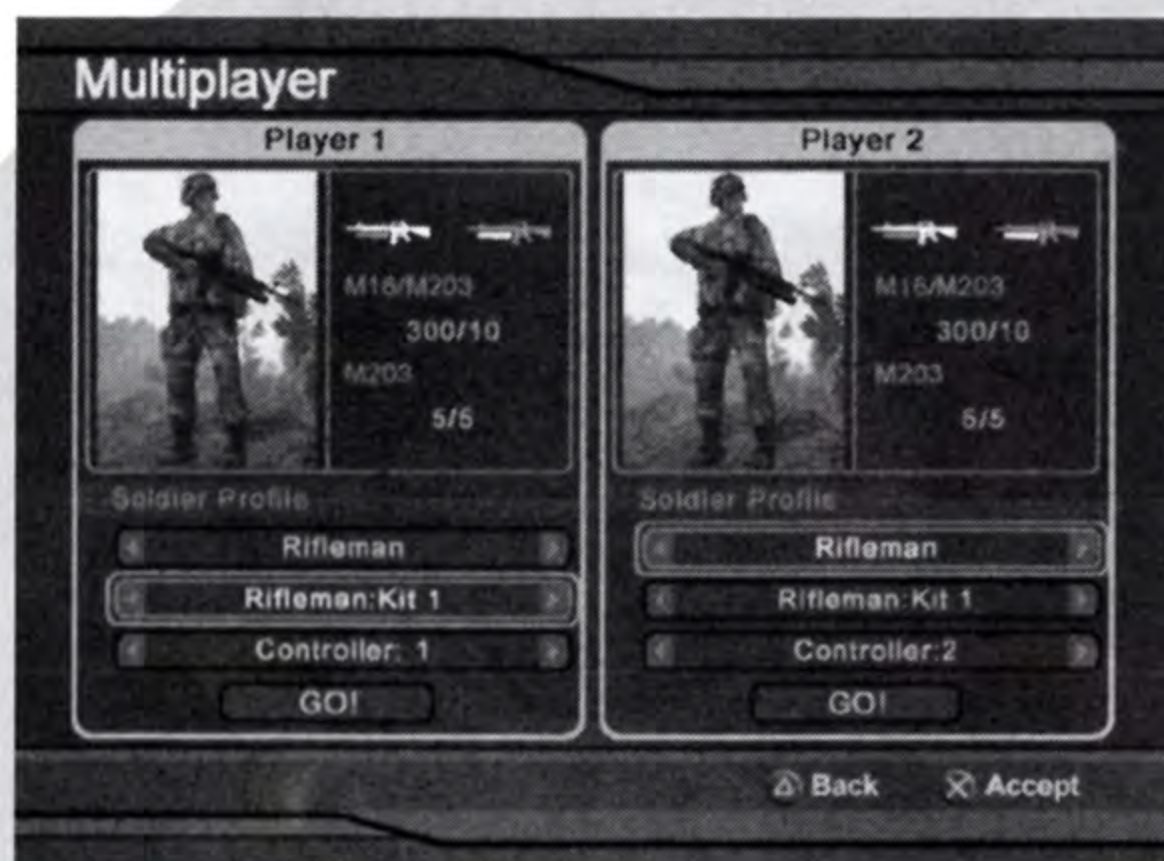 Multiplayer
Player 1
M16/M203
300/10
M203
5/5
Soldier Profile
Rifleman
Rifleman:Kit 1
Controller: 1
GO!
Player 2
M16/M203
300/10
M203
5/5
Soldier Profile
Rifleman
Rifleman:Kit 1
Controller:2
GO!
Back
Accept